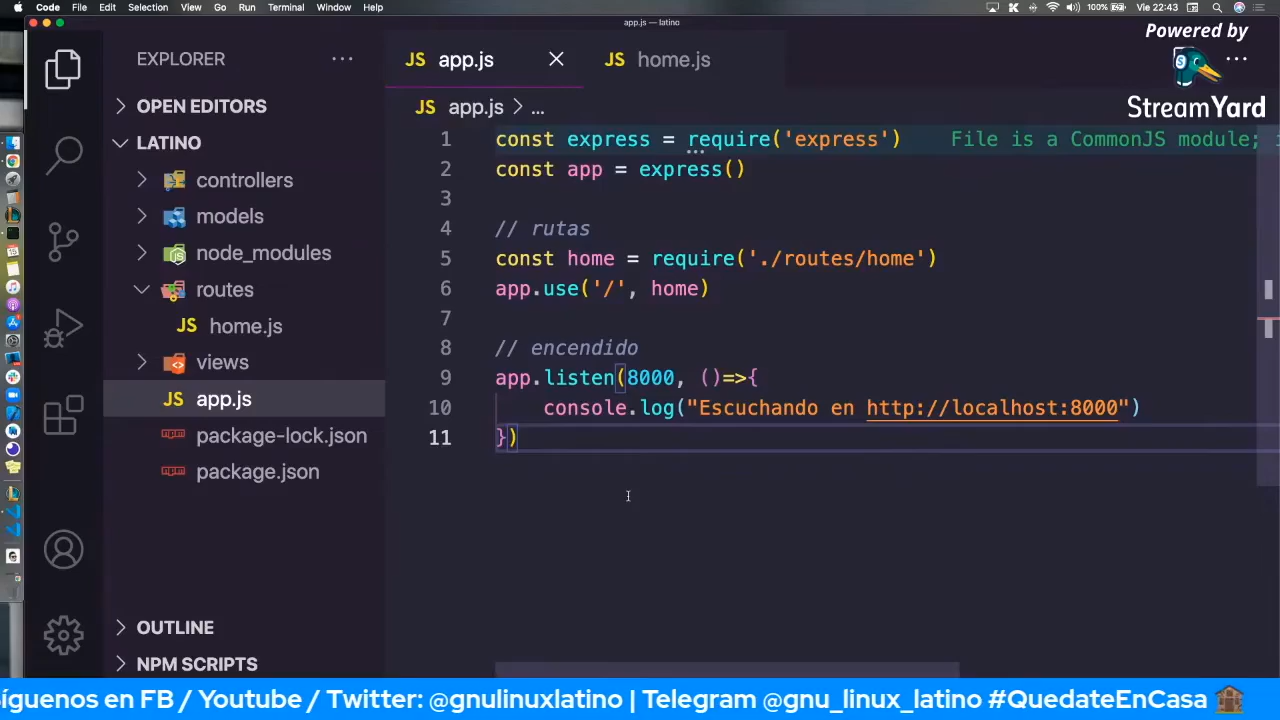 Code File Edit Selection View Go Run Terminal Window Help 100% Vie 22:43
app.js — latino
Powered by
StreamYard
EXPLORER
OPEN EDITORS
LATINO
controllers
models
node_modules
routes
JS home.js
views
JS app.js
package-lock.json
package.json
OUTLINE
NPM SCRIPTS
JS app.js
JS home.js
JS app.js > ...
1 const express = require('express') File is a CommonJS module;
2 const app = express()
3
4 // rutas
5 const home = require('./routes/home')
6 app.use('/', home)
7
8 // encendido
9 app.listen(8000, ()=>{
10 console.log("Escuchando en http://localhost:8000")
11 })
íguenos en FB / Youtube / Twitter: @gnulinuxlatino | Telegram @gnu_linux_latino #QuedateEnCasa